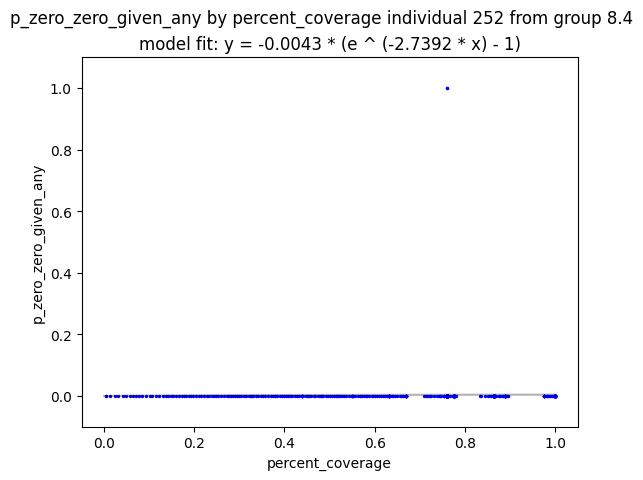 p_zero_zero_given_any by percent_coverage individual 252 from group 8.4
model fit: y = -0.0043 * (e ^ (-2.7392 * x) - 1)
1.0
0.8
0.6
0.4
0.2
0.0
p_zero_zero_given_any
0.0 0.2 0.4 0.6 0.8 1.0
percent_coverage